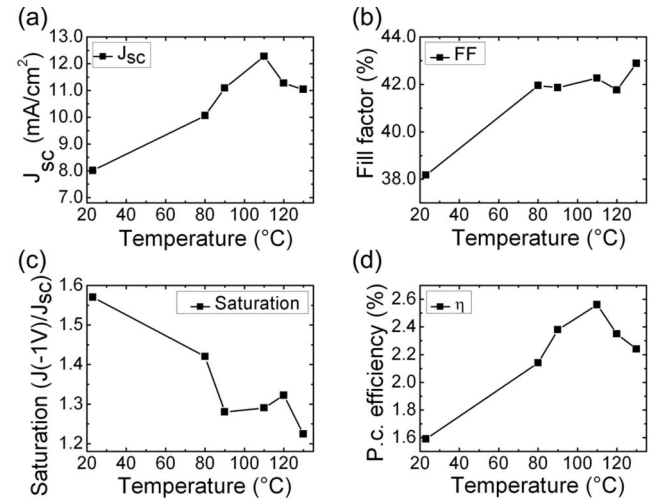 (a)
13.0
12.0
11.0
10.0
9.0
8.0
7.0
J_SC (mA/cm²)
J_SC
20 40 60 80 100 120
Temperature (°C)
(b)
44.0
42.0
40.0
38.0
Fill factor (%)
FF
20 40 60 80 100 120
Temperature (°C)
(c)
1.6
1.5
1.4
1.3
1.2
Saturation (J(-1V)/J_SC)
Saturation
20 40 60 80 100 120
Temperature (°C)
(d)
2.6
2.4
2.2
2.0
1.8
1.6
P.c. efficiency (%)
η
20 40 60 80 100 120
Temperature (°C)